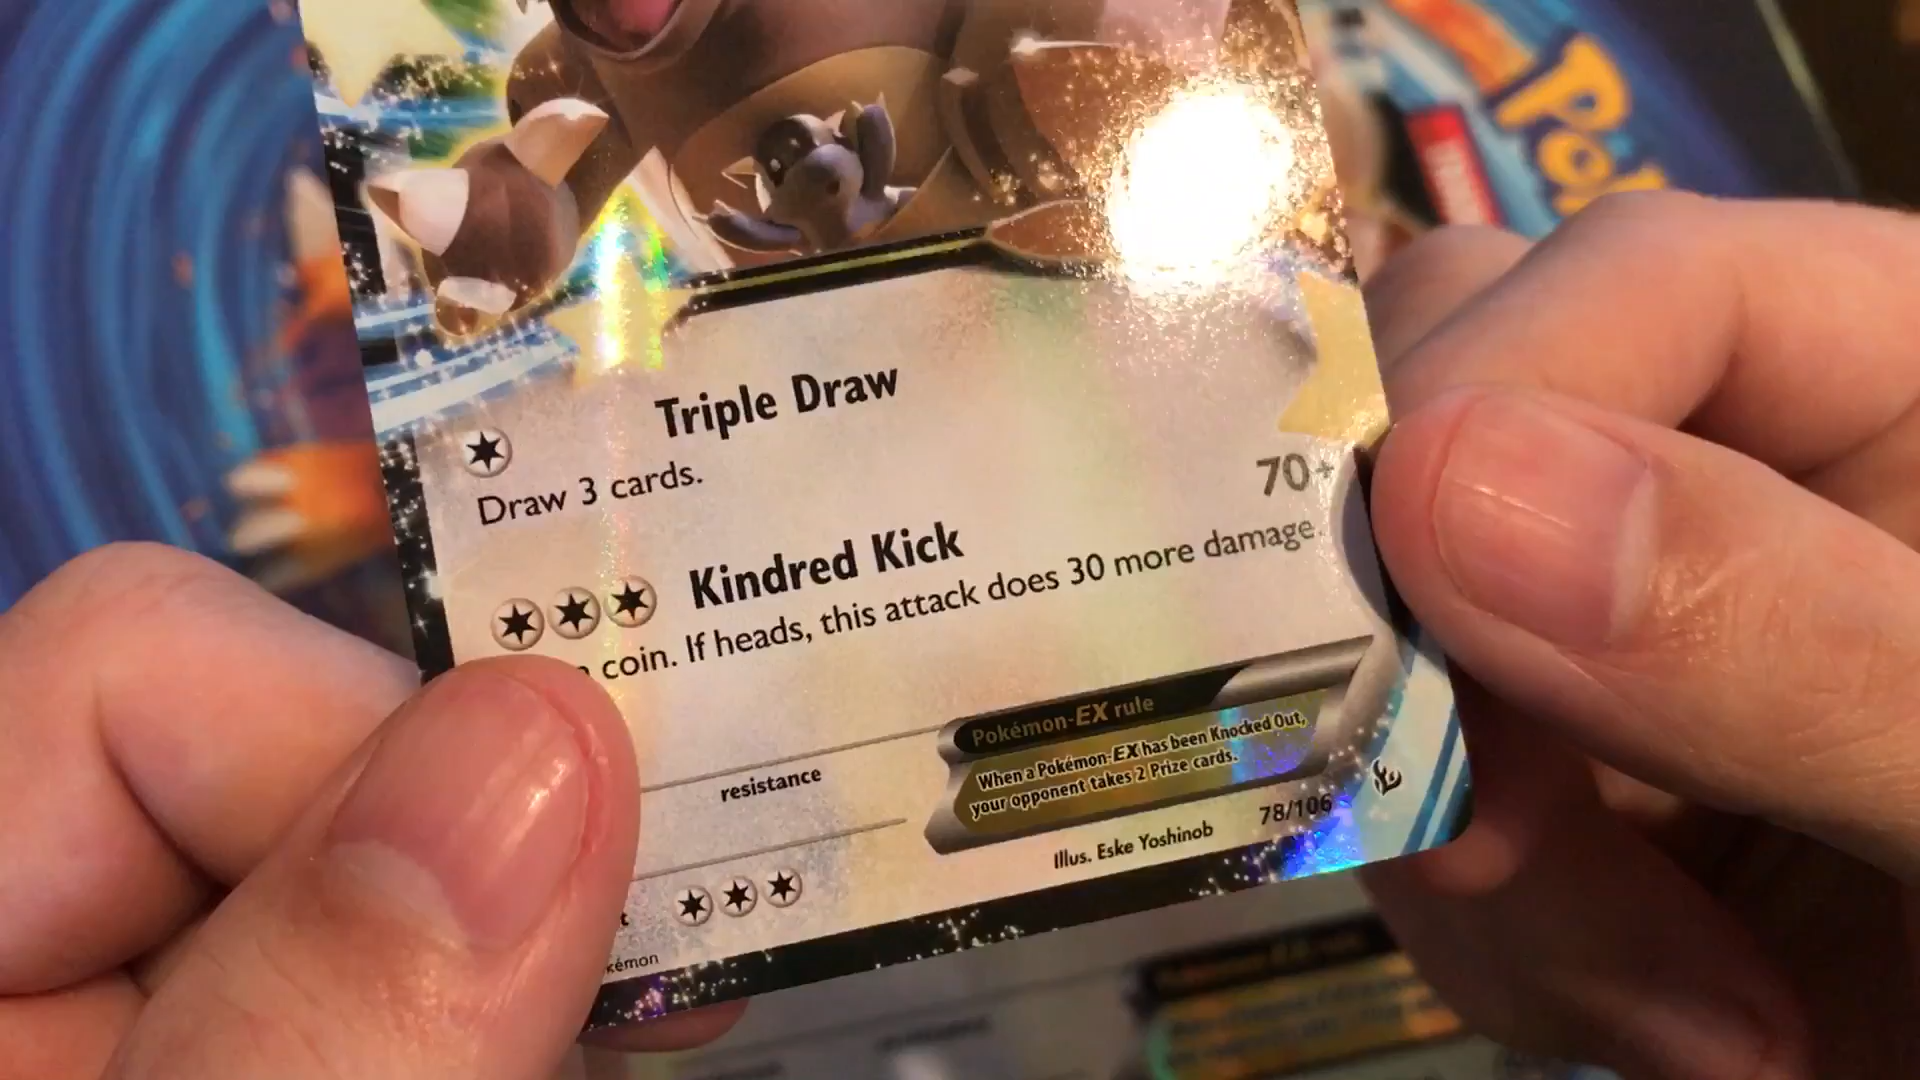 Triple Draw
Draw 3 cards.
70+
Kindred Kick
coin. If heads, this attack does 30 more damage.
Pokémon-EX rule
When a Pokémon-EX has been Knocked Out,
your opponent takes 2 Prize cards.
resistance
78/106
Illus. Eske Yoshinob
t
kémon
Pok